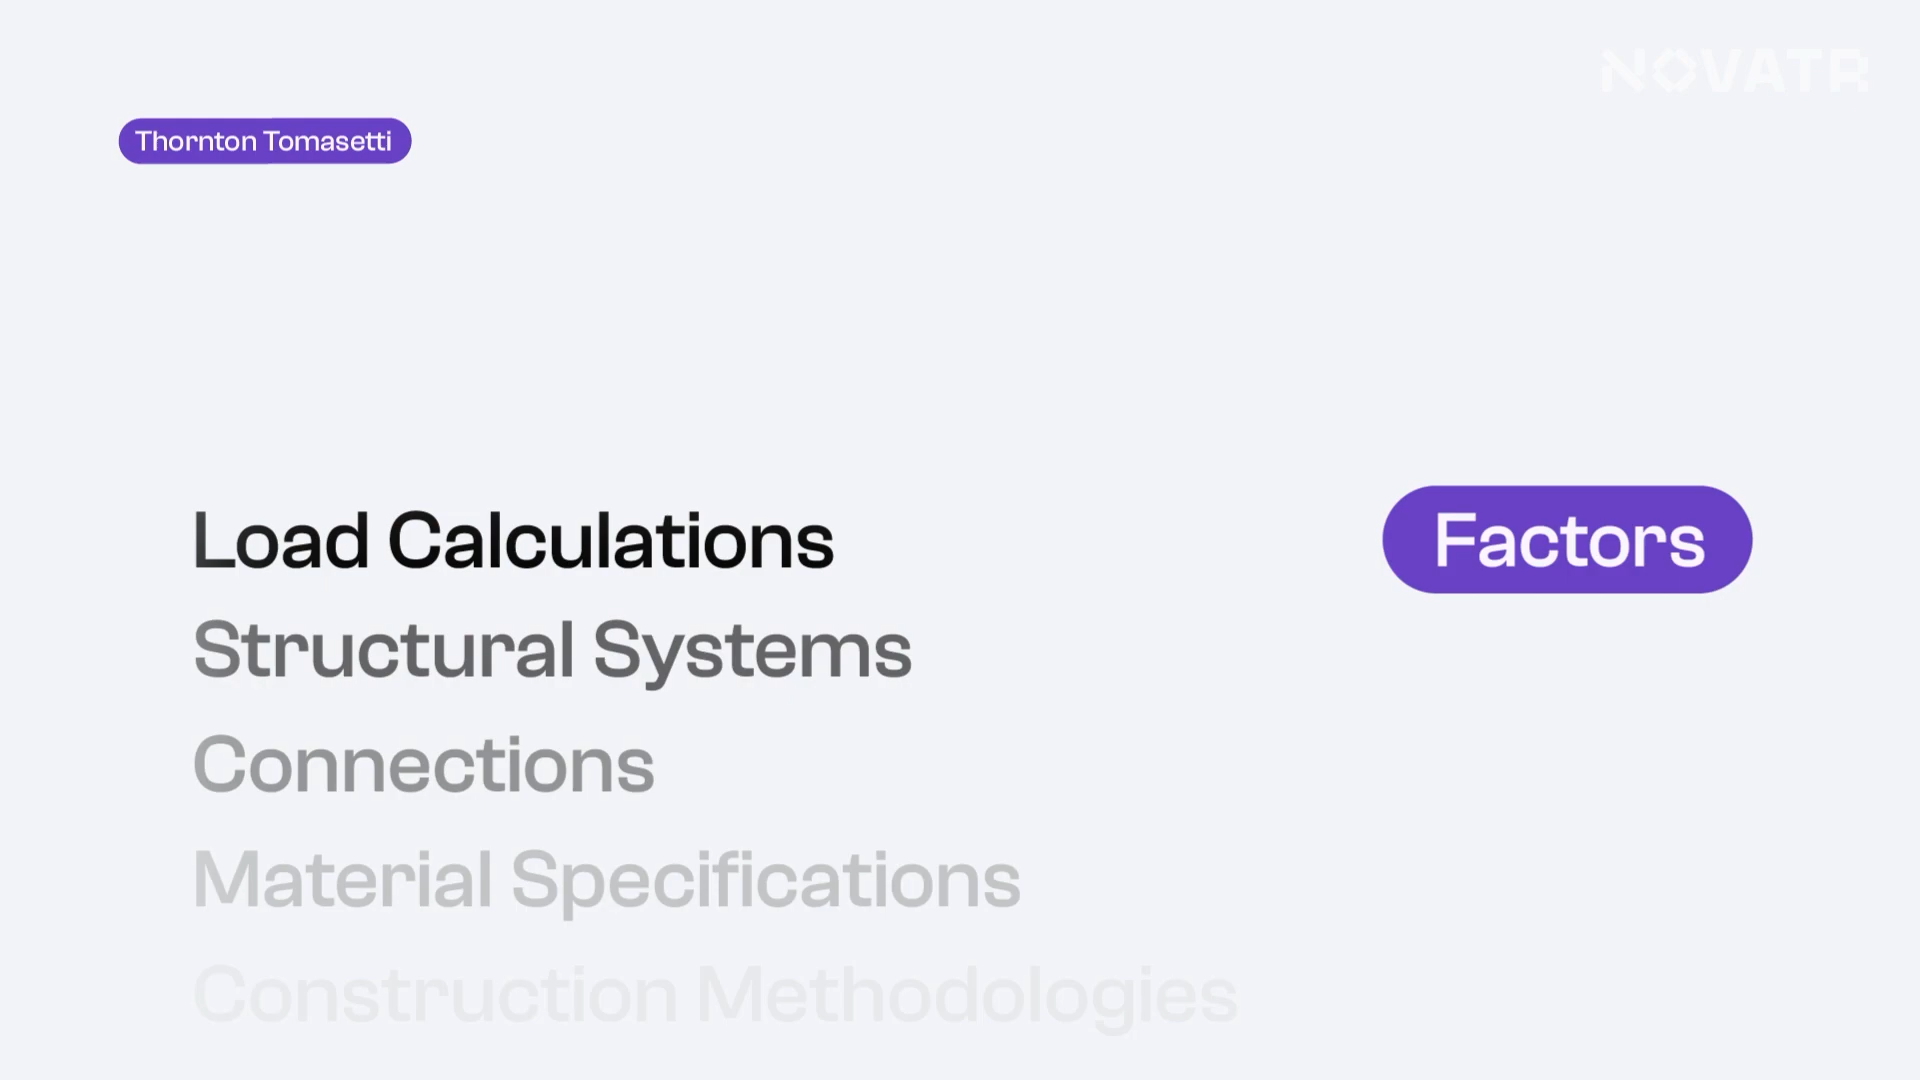 NOVATR
Thornton Tomasetti
Load Calculations
Factors
Structural Systems
Connections
Material Specifications
Construction Methodologies